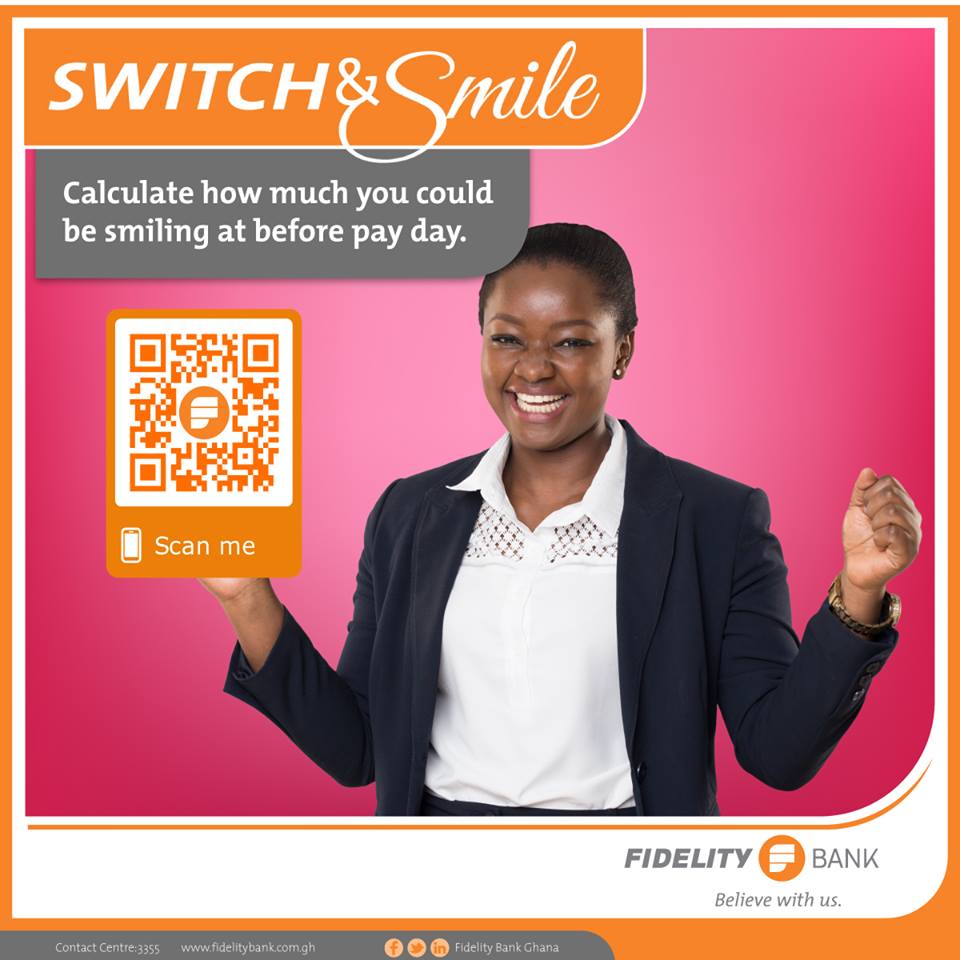 SWITCH&Smile
Calculate how much you could
be smiling at before pay day.
Scan me
FIDELITY BANK
Believe with us.
Contact Centre:3355 www.fidelitybank.com.gh Fidelity Bank Ghana